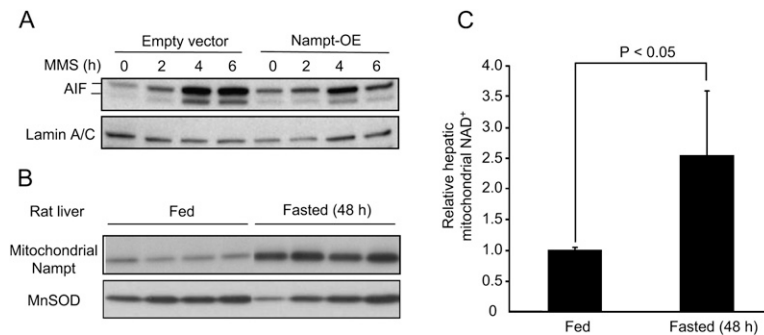 A
Empty vector Nampt-OE
MMS (h) 0 2 4 6 0 2 4 6
AIF
Lamin A/C
B
Rat liver Fed Fasted (48 h)
Mitochondrial
Nampt
MnSOD
C
P < 0.05
Relative hepatic
mitochondrial NAD⁺
4.0
3.5
3.0
2.5
2.0
1.5
1.0
0.5
0
Fed Fasted (48 h)